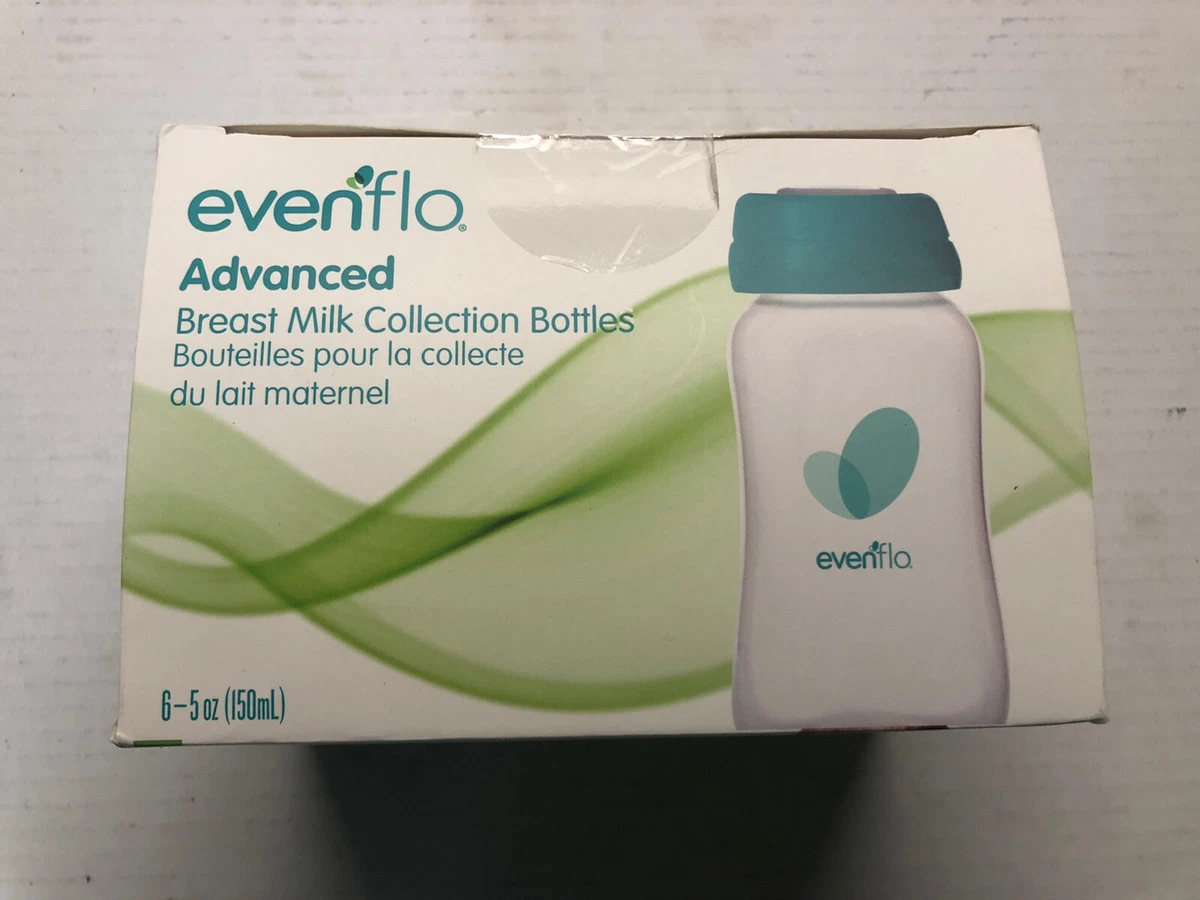 evenflo®
Advanced
Breast Milk Collection Bottles
Bouteilles pour la collecte
du lait maternel
evenflo
6–5 oz (150mL)